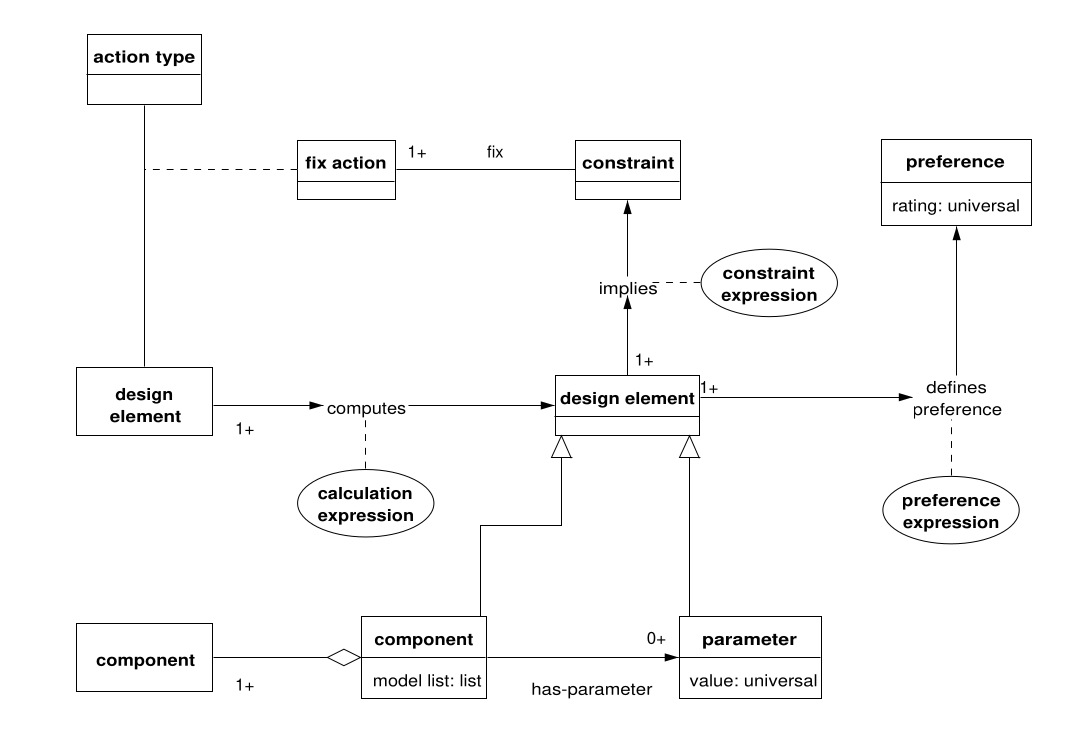 action type
fix action
1+
fix
constraint
preference
rating: universal
constraint
expression
implies
1+
design
element
1+
computes
design element
1+
defines
preference
calculation
expression
preference
expression
component
1+
component
model list: list
0+
has-parameter
parameter
value: universal